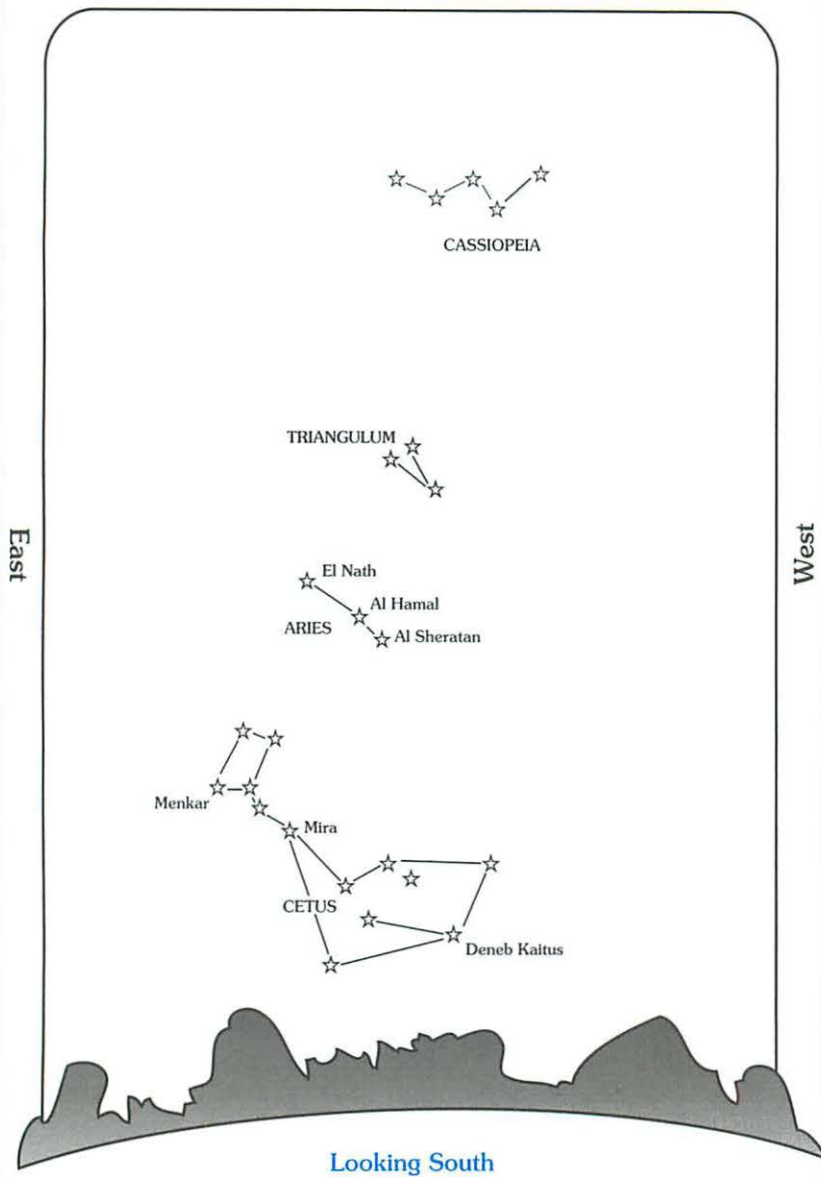 CASSIOPEIA
TRIANGULUM
East
West
El Nath
Al Hamal
ARIES
Al Sheratan
Menkar
Mira
CETUS
Deneb Kaitus
Looking South